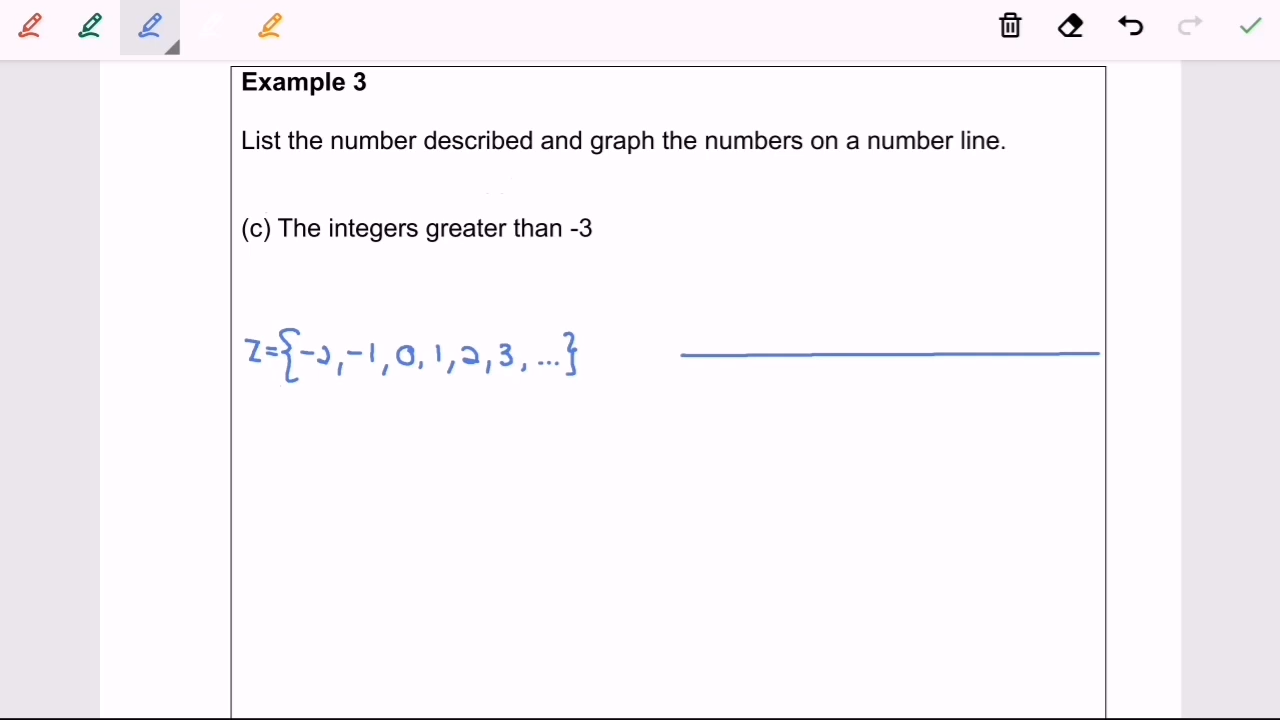 Example 3
List the number described and graph the numbers on a number line.
(c) The integers greater than -3
Z={-2,-1,0,1,2,3,...}